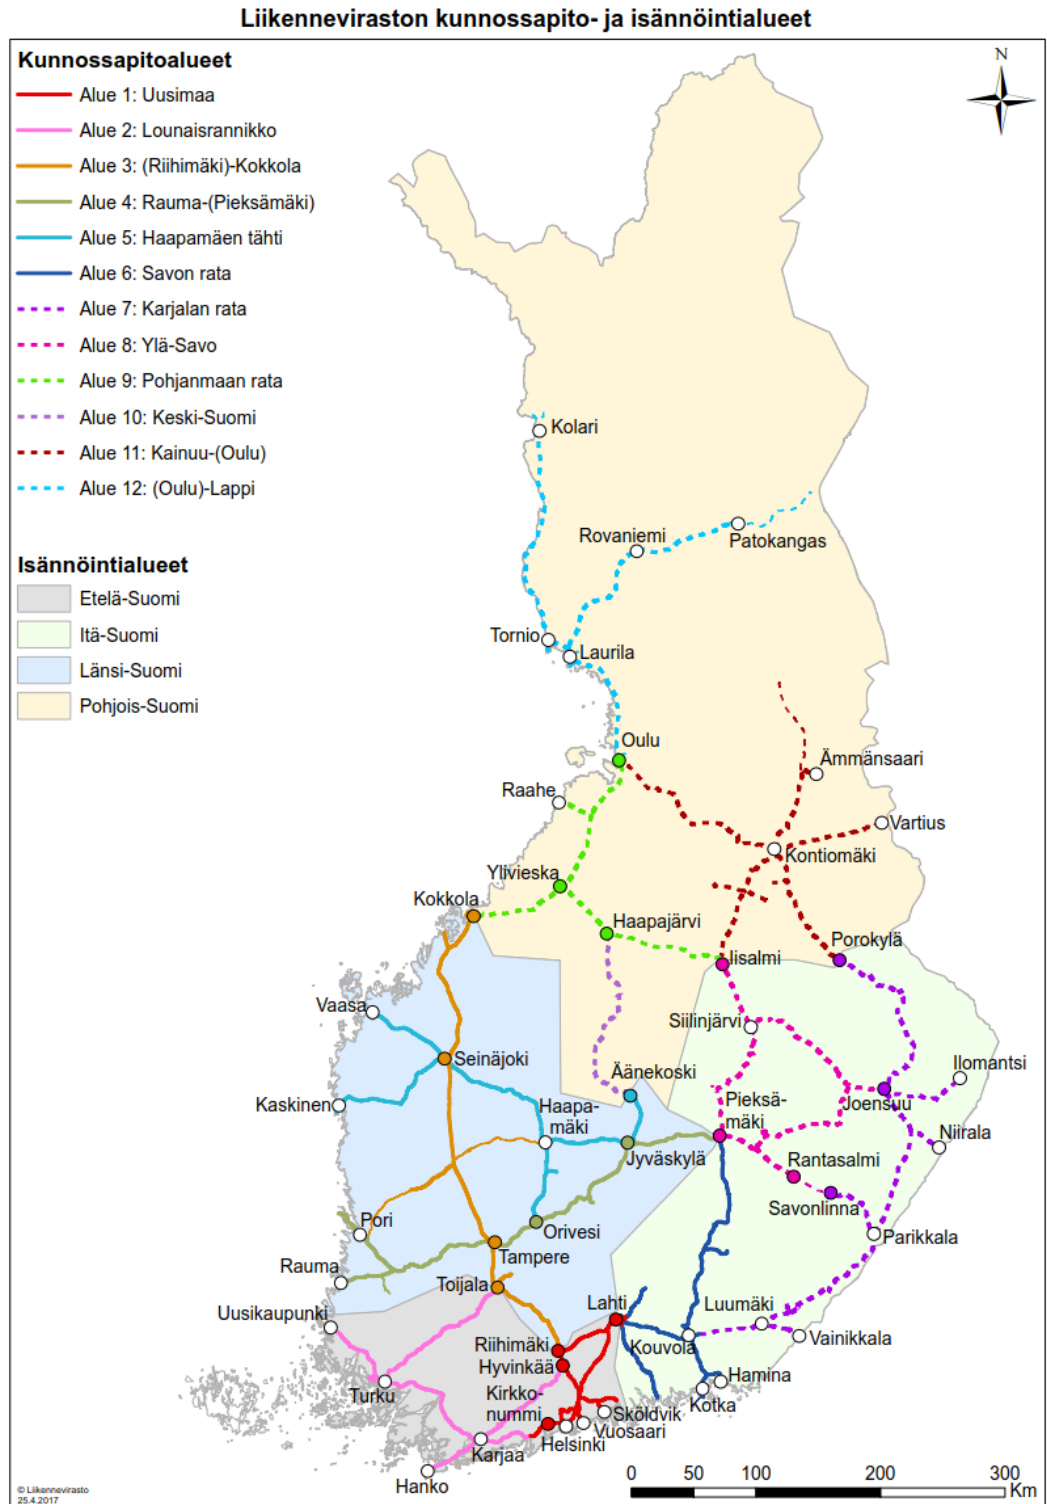 Liikenneviraston kunnossapito- ja isännöintialueet
Kunnossapitoalueet
Alue 1: Uusimaa
Alue 2: Lounaisrannikko
Alue 3: (Riihimäki)-Kokkola
Alue 4: Rauma-(Pieksämäki)
Alue 5: Haapamäen tähti
Alue 6: Savon rata
Alue 7: Karjalan rata
Alue 8: Ylä-Savo
Alue 9: Pohjanmaan rata
Alue 10: Keski-Suomi
Alue 11: Kainuu-(Oulu)
Alue 12: (Oulu)-Lappi
Isännöintialueet
Etelä-Suomi
Itä-Suomi
Länsi-Suomi
Pohjois-Suomi
N
Kolari
Rovaniemi
Patokangas
Tornio
Laurila
Oulu
Ämmänsaari
Raahe
Vartius
Kontiomäki
Ylivieska
Kokkola
Haapajärvi
Porokylä
Iisalmi
Vaasa
Siilinjärvi
Seinäjoki
Ilomantsi
Äänekoski
Kaskinen
Haapa-
mäki
Pieksä-
mäki
Joensuu
Niirala
Jyväskylä
Rantasalmi
Savonlinna
Pori
Orivesi
Parikkala
Tampere
Rauma
Toijala
Uusikaupunki
Lahti
Luumäki
Vainikkala
Riihimäki
Kouvola
Hyvinkää
Turku
Kirkko-
nummi
Hamina
Kotka
Sköldvik
Vuosaari
Helsinki
Karjaa
Hanko
0 50 100 200 300
Km
© Liikennevirasto
25.4.2017